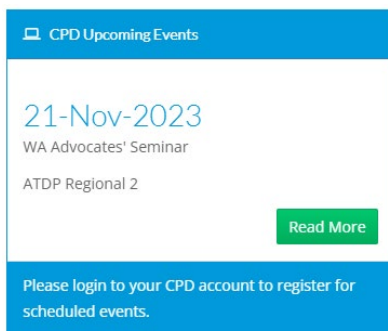 CPD Upcoming Events
21-Nov-2023
WA Advocates' Seminar
ATDP Regional 2
Read More
Please login to your CPD account to register for
scheduled events.